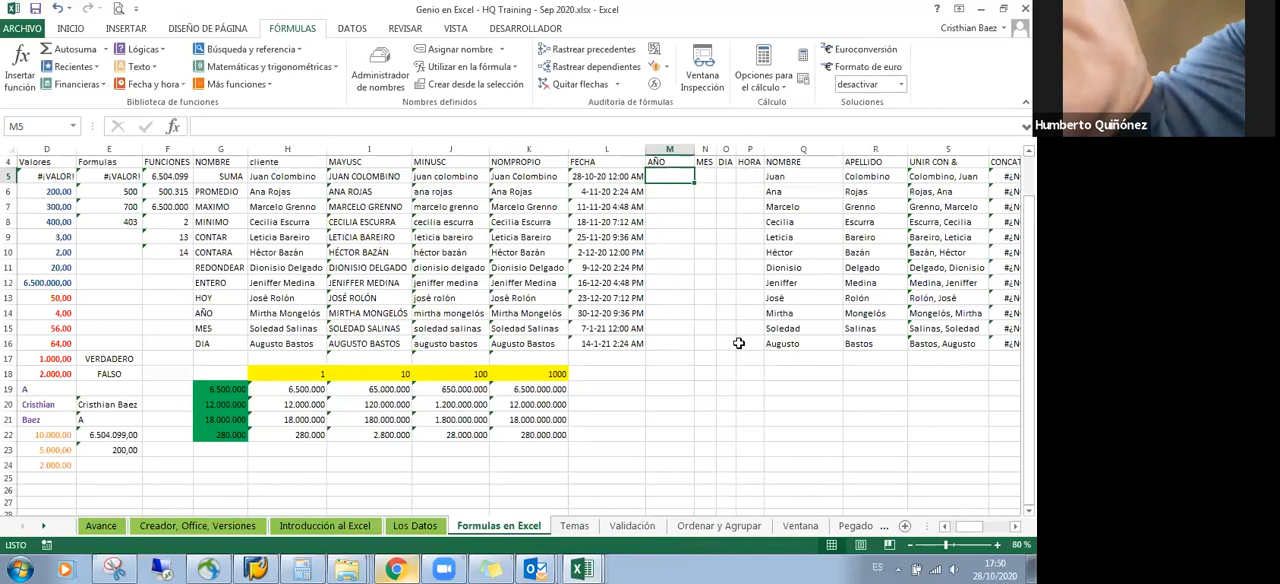 Genio en Excel - HQ Training - Sep 2020.xlsx - Excel
ARCHIVO INICIO INSERTAR DISEÑO DE PÁGINA FÓRMULAS DATOS REVISAR VISTA DESARROLLADOR Cristhian Baez
Autosuma Lógicas Búsqueda y referencia Asignar nombre Rastrear precedentes Euroconversión
Recientes Texto Matemáticas y trigonométricas Utilizar en la fórmula Rastrear dependientes Formato de euro
Financieras Fecha y hora Más funciones Crear desde la selección Quitar flechas desactivar
Insertar función Administrador de nombres Ventana Inspección Opciones para el cálculo
Biblioteca de funciones Nombres definidos Auditoría de fórmulas Cálculo Soluciones
Humberto Quiñónez
M5 fx
D E F G H I J K L M N O P Q R S
4 Valores Formulas FUNCIONES NOMBRE cliente MAYUSC MINUSC NOMPROPIO FECHA AÑO MES DIA HORA NOMBRE APELLIDO UNIR CON & CONCAT
5 #¡VALOR! #¡VALOR! 6.504.099 SUMA Juan Colombino JUAN COLOMBINO juan colombino Juan Colombino 28-10-20 12:00 AM Juan Colombino Colombino, Juan #¿N
6 200,00 500 500.315 PROMEDIO Ana Rojas ANA ROJAS ana rojas Ana Rojas 4-11-20 2:24 AM Ana Rojas Rojas, Ana #¿N
7 300,00 700 6.500.000 MAXIMO Marcelo Grenno MARCELO GRENNO marcelo grenno Marcelo Grenno 11-11-20 4:48 AM Marcelo Grenno Grenno, Marcelo #¿N
8 400,00 403 2 MINIMO Cecilia Escurra CECILIA ESCURRA cecilia escurra Cecilia Escurra 18-11-20 7:12 AM Cecilia Escurra Escurra, Cecilia #¿N
9 3,00 13 CONTAR Leticia Bareiro LETICIA BAREIRO leticia bareiro Leticia Bareiro 25-11-20 9:36 AM Leticia Bareiro Bareiro, Leticia #¿N
10 2,00 14 CONTARA Héctor Bazán HÉCTOR BAZÁN héctor bazán Héctor Bazán 2-12-20 12:00 PM Héctor Bazán Bazán, Héctor #¿N
11 20,00 REDONDEAR Dionisio Delgado DIONISIO DELGADO dionisio delgado Dionisio Delgado 9-12-20 2:24 PM Dionisio Delgado Delgado, Dionisio #¿N
12 6.500.000,00 ENTERO Jeniffer Medina JENIFFER MEDINA jeniffer medina Jeniffer Medina 16-12-20 4:48 PM Jeniffer Medina Medina, Jeniffer #¿N
13 50,00 HOY José Rolón JOSÉ ROLÓN josé rolón José Rolón 23-12-20 7:12 PM José Rolón Rolón, José #¿N
14 4,00 AÑO Mirtha Mongelós MIRTHA MONGELÓS mirtha mongelós Mirtha Mongelós 30-12-20 9:36 PM Mirtha Mongelós Mongelós, Mirtha #¿N
15 56,00 MES Soledad Salinas SOLEDAD SALINAS soledad salinas Soledad Salinas 7-1-21 12:00 AM Soledad Salinas Salinas, Soledad #¿N
16 64,00 DIA Augusto Bastos AUGUSTO BASTOS augusto bastos Augusto Bastos 14-1-21 2:24 AM Augusto Bastos Bastos, Augusto #¿N
17 1.000,00 VERDADERO
18 2.000,00 FALSO 1 10 100 1000
19 A 6.500.000 6.500.000 65.000.000 650.000.000 6.500.000.000
20 Cristhian Cristhian Baez 12.000.000 12.000.000 120.000.000 1.200.000.000 12.000.000.000
21 Baez A 18.000.000 18.000.000 180.000.000 1.800.000.000 18.000.000.000
22 10.000,00 6.504.099,00 280.000 280.000 2.800.000 28.000.000 280.000.000
23 5.000,00 200,00
24 2.000,00
25
26
27
Avance Creador, Office, Versiones Introducción al Excel Los Datos Formulas en Excel Temas Validación Ordenar y Agrupar Ventana Pegado ...
LISTO 80 %
ES 17:50
28/10/2020